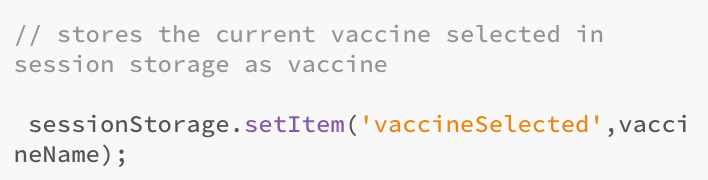 // stores the current vaccine selected in
session storage as vaccine
sessionStorage.setItem('vaccineSelected',vacci
neName);